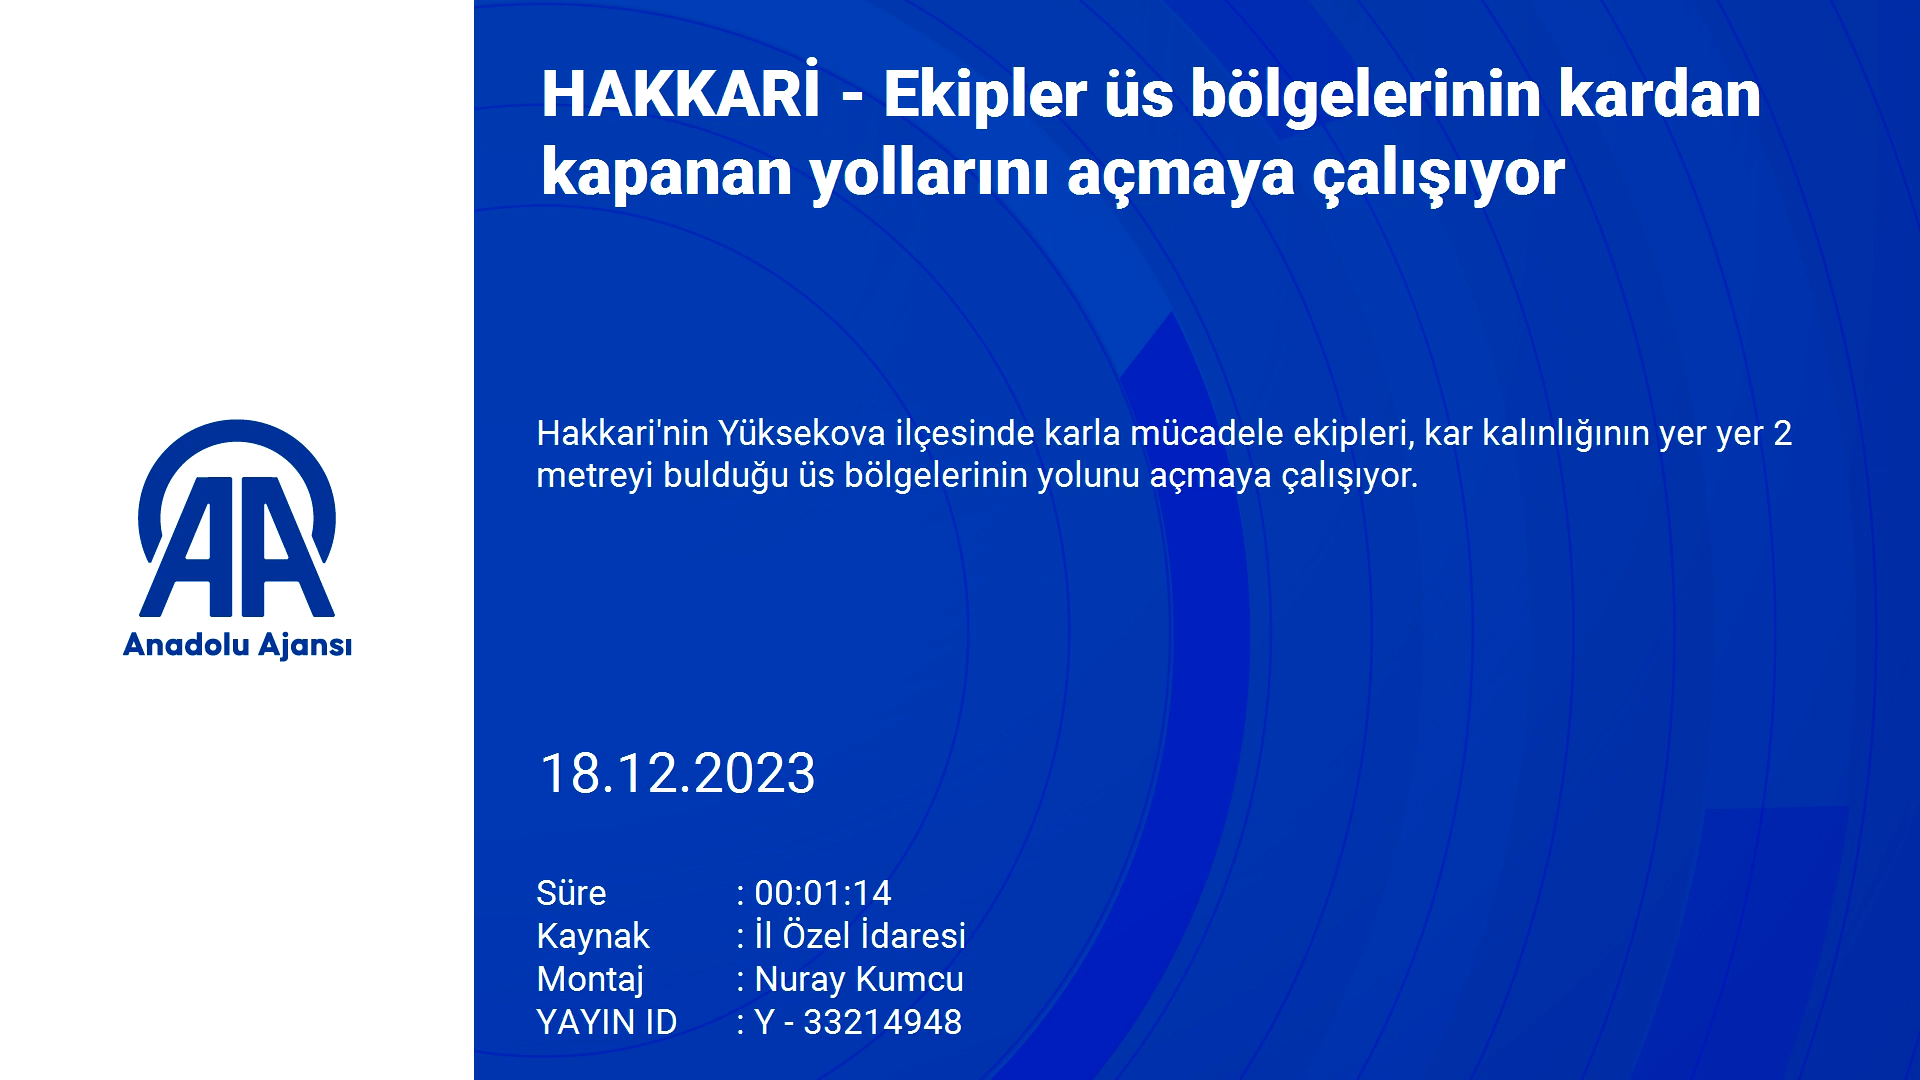 HAKKARİ - Ekipler üs bölgelerinin kardan
kapanan yollarını açmaya çalışıyor
Hakkari'nin Yüksekova ilçesinde karla mücadele ekipleri, kar kalınlığının yer yer 2
metreyi bulduğu üs bölgelerinin yolunu açmaya çalışıyor.
AA
Anadolu Ajansı
18.12.2023
Süre : 00:01:14
Kaynak : İl Özel İdaresi
Montaj : Nuray Kumcu
YAYIN ID : Y - 33214948